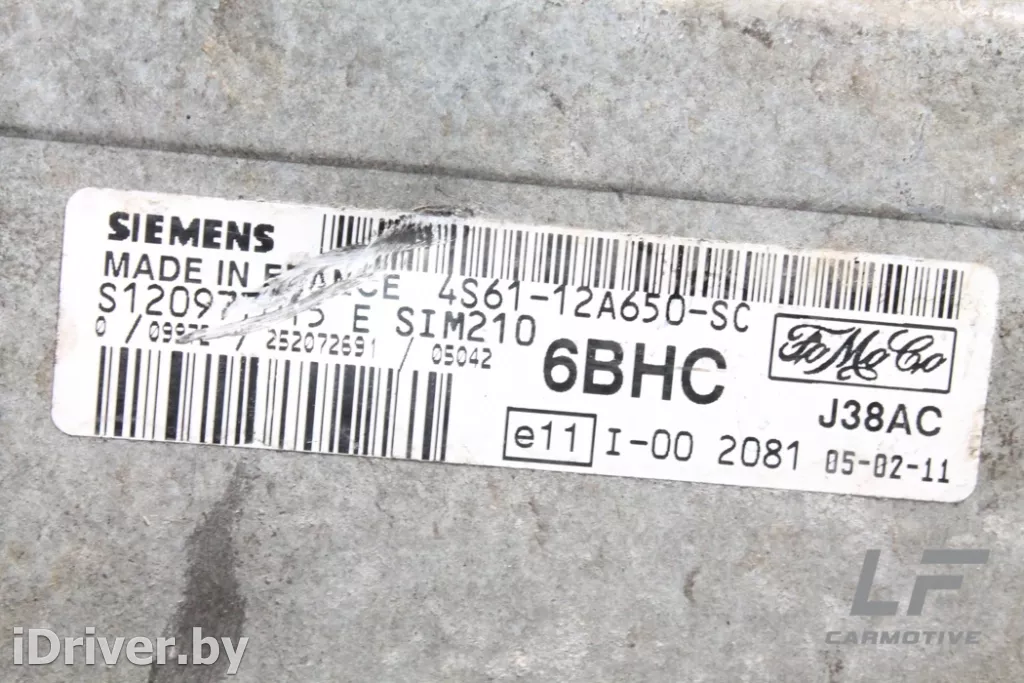 SIEMENS
MADE IN FRANCE 4S61-12A650-SC
E SIM210
0 / / 252072691 / 05042
6BHC
FoMoCo
J38AC
e11 I-00 2081 05-02-11
LF
CARMOTIVE
iDriver.by